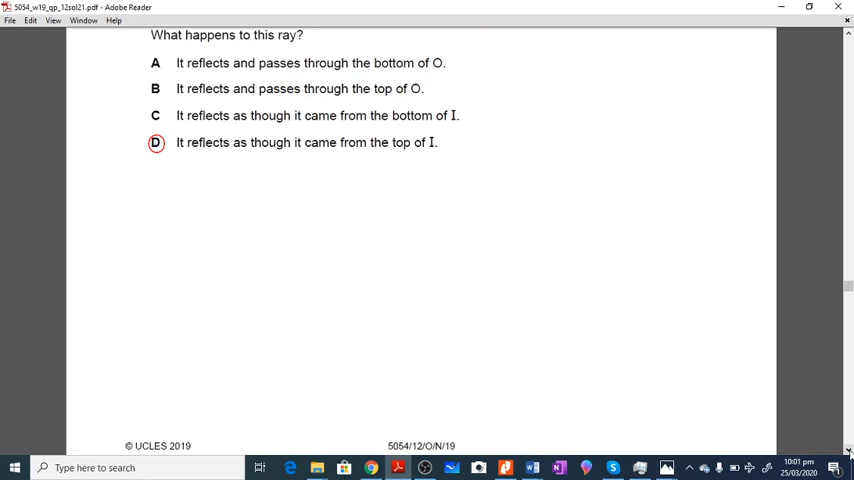 5054_w19_qp_12sol21.pdf - Adobe Reader
File Edit View Window Help
What happens to this ray?
A It reflects and passes through the bottom of O.
B It reflects and passes through the top of O.
C It reflects as though it came from the bottom of I.
D It reflects as though it came from the top of I.
© UCLES 2019 5054/12/O/N/19
Type here to search
10:01 pm
25/03/2020